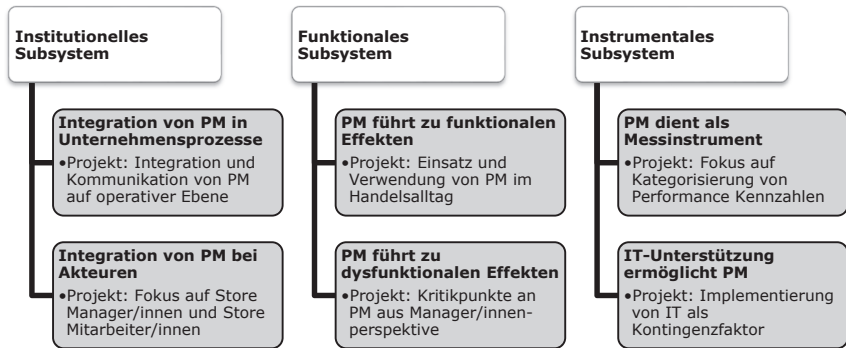 Institutionelles
Subsystem
Integration von PM in
Unternehmensprozesse
•Projekt: Integration und
Kommunikation von PM
auf operativer Ebene
Integration von PM bei
Akteuren
•Projekt: Fokus auf Store
Manager/innen und Store
Mitarbeiter/innen
Funktionales
Subsystem
PM führt zu funktionalen
Effekten
•Projekt: Einsatz und
Verwendung von PM im
Handelsalltag
PM führt zu
dysfunktionalen Effekten
•Projekt: Kritikpunkte an
PM aus Manager/innen-
perspektive
Instrumentales
Subsystem
PM dient als
Messinstrument
•Projekt: Fokus auf
Kategorisierung von
Performance Kennzahlen
IT-Unterstützung
ermöglicht PM
•Projekt: Implementierung
von IT als
Kontingenzfaktor